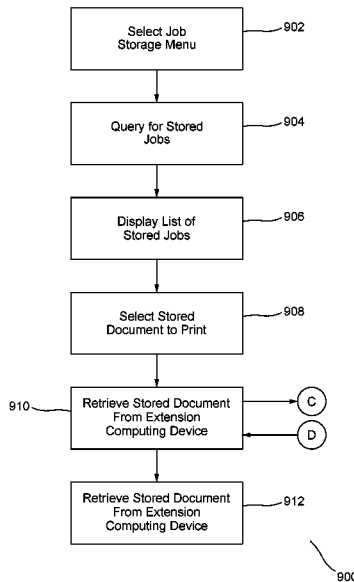 Select Job
Storage Menu
902
Query for Stored
Jobs
904
Display List of
Stored Jobs
906
Select Stored
Document to Print
908
910
Retrieve Stored Document
From Extension
Computing Device
C
D
Retrieve Stored Document
From Extension
Computing Device
912
900